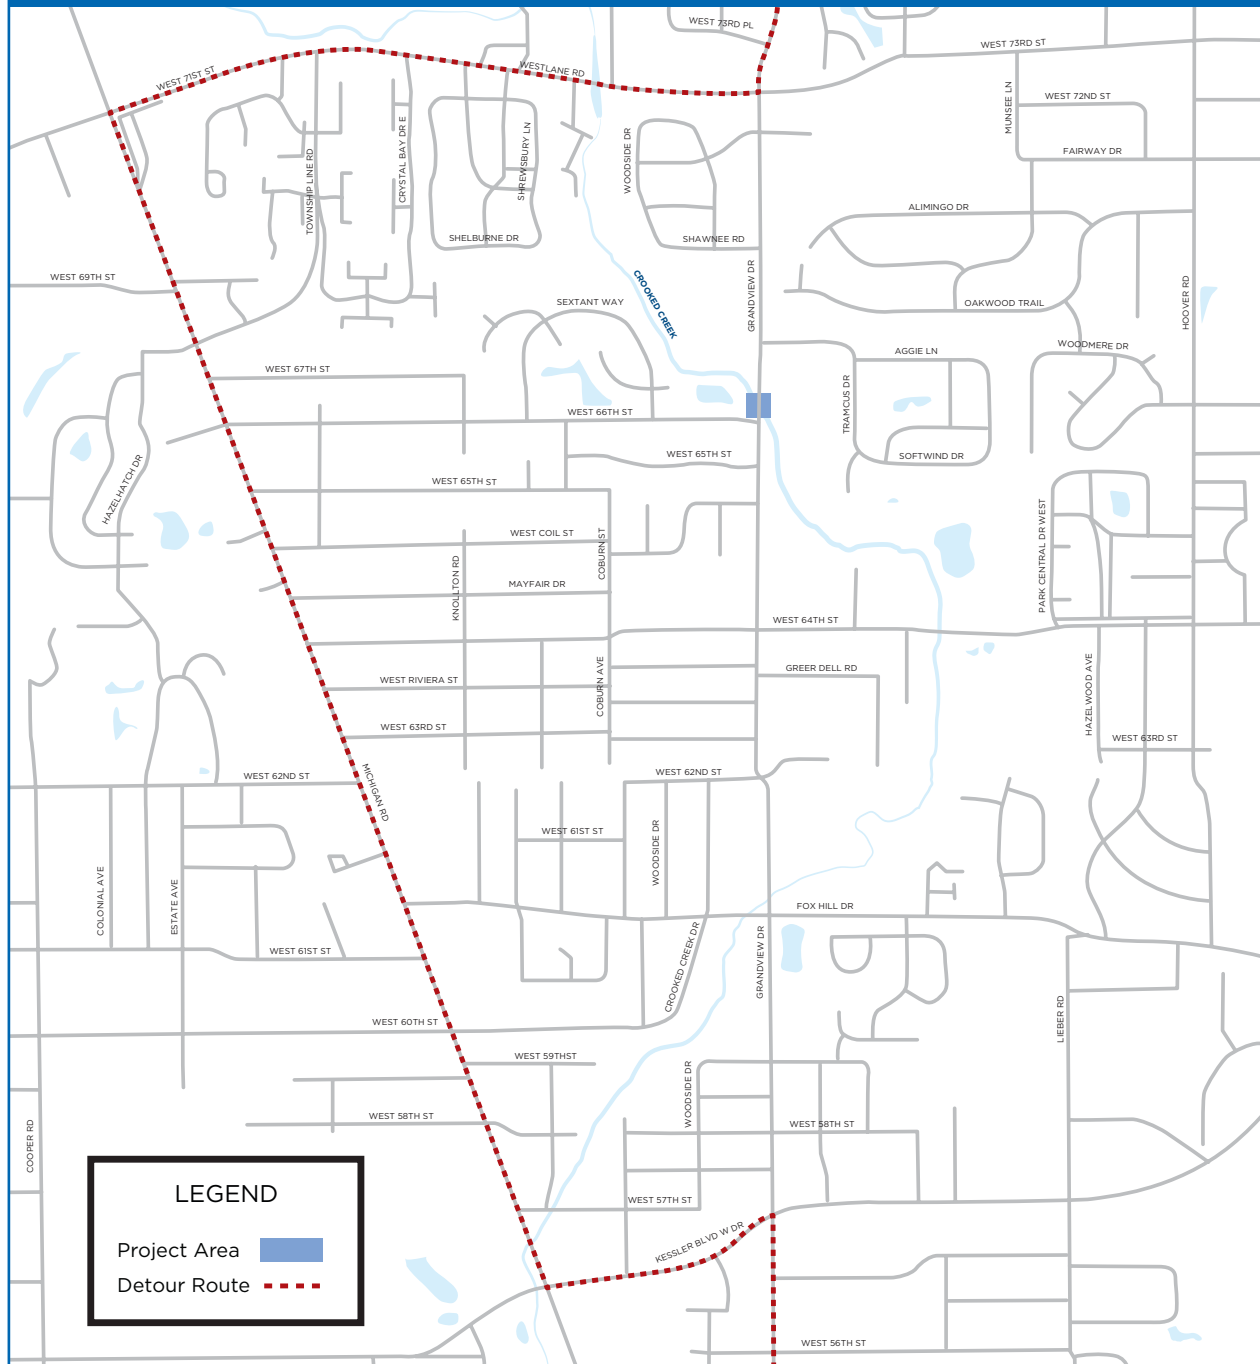 WEST 73RD PL
WEST 73RD ST
WEST 71ST ST
WESTLANE RD
MUNSEE LN
WEST 72ND ST
FAIRWAY DR
TOWNSHIP LINE RD
CRYSTAL BAY DR E
SHREWSBURY LN
WOODSIDE DR
SHELBURNE DR
SHAWNEE RD
ALIMINGO DR
WEST 69TH ST
CROOKED CREEK
GRANDVIEW DR
OAKWOOD TRAIL
HOOVER RD
SEXTANT WAY
AGGIE LN
WOODMERE DR
WEST 67TH ST
TRAMCUS DR
WEST 66TH ST
WEST 65TH ST
SOFTWIND DR
HAZELHATCH DR
WEST 65TH ST
WEST COIL ST
COBURN ST
PARK CENTRAL DR WEST
KNOLLTON RD
MAYFAIR DR
WEST 64TH ST
WEST RIVIERA ST
COBURN AVE
GREER DELL RD
HAZELWOOD AVE
WEST 63RD ST
WEST 63RD ST
WEST 62ND ST
MICHIGAN RD
WEST 62ND ST
WEST 61ST ST
WOODSIDE DR
COLONIAL AVE
ESTATE AVE
FOX HILL DR
WEST 61ST ST
CROOKED CREEK DR
GRANDVIEW DR
LIEBER RD
WEST 60TH ST
WEST 59THST
WOODSIDE DR
WEST 58TH ST
WEST 58TH ST
COOPER RD
WEST 57TH ST
KESSLER BLVD W DR
WEST 56TH ST
LEGEND
Project Area
Detour Route